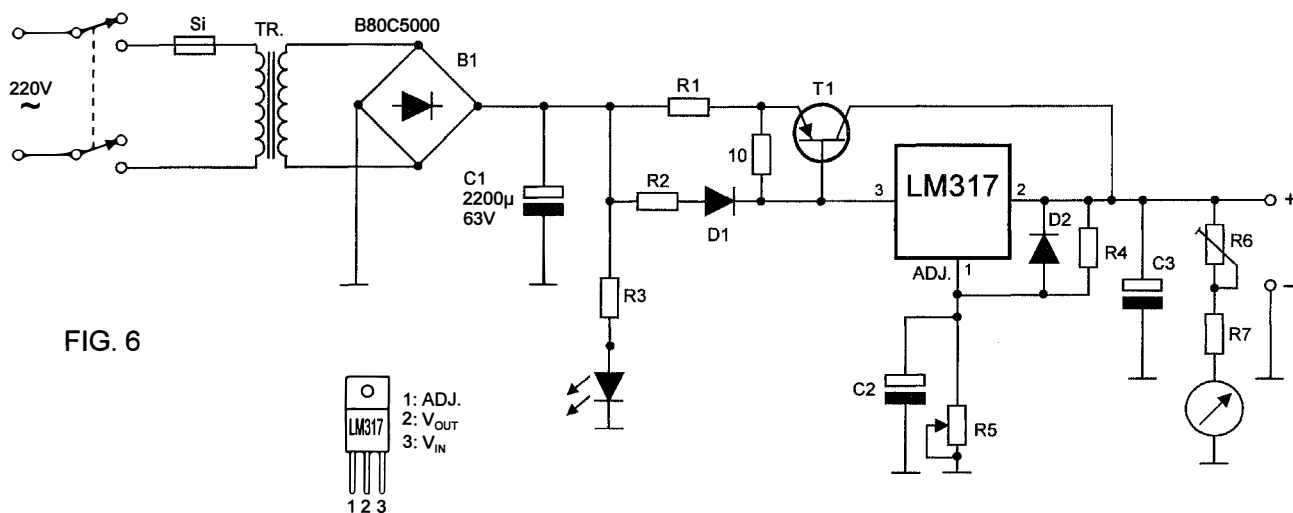 Si
TR.
B80C5000
B1
220V
~
R1
T1
10
C1
2200µ
63V
R2
D1
3
LM317
2
D2
R4
C3
R6
+
–
ADJ.
1
R3
R7
C2
R5
FIG. 6
LM317
1: ADJ.
2: VOUT
3: VIN
1 2 3